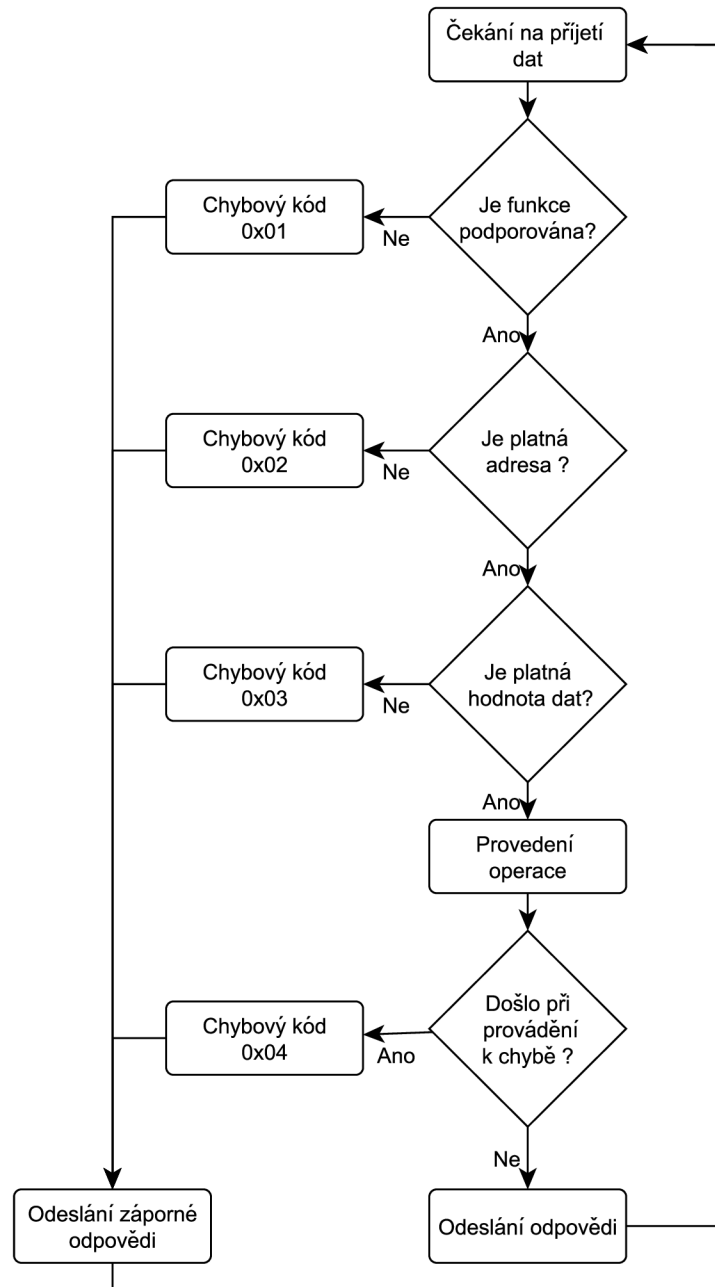 Čekání na příjetí
dat
Chybový kód
0x01
Ne
Je funkce
podporována?
Ano
Chybový kód
0x02
Ne
Je platná
adresa ?
Ano
Chybový kód
0x03
Ne
Je platná
hodnota dat?
Ano
Provedení
operace
Chybový kód
0x04
Ano
Došlo při
provádění
k chybě ?
Ne
Odeslání záporné
odpovědi
Odeslání odpovědi